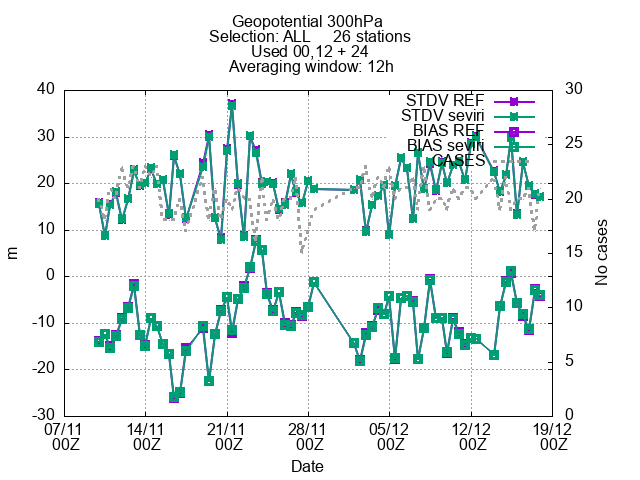 Geopotential 300hPa
Selection: ALL 26 stations
Used 00,12 + 24
Averaging window: 12h
STDV REF
STDV seviri
BIAS REF
BIAS seviri
CASES
40
30
20
10
0
-10
-20
-30
m
30
25
20
15
10
5
0
No cases
07/11 14/11 21/11 28/11 05/12 12/12 19/12
00Z 00Z 00Z 00Z 00Z 00Z 00Z
Date